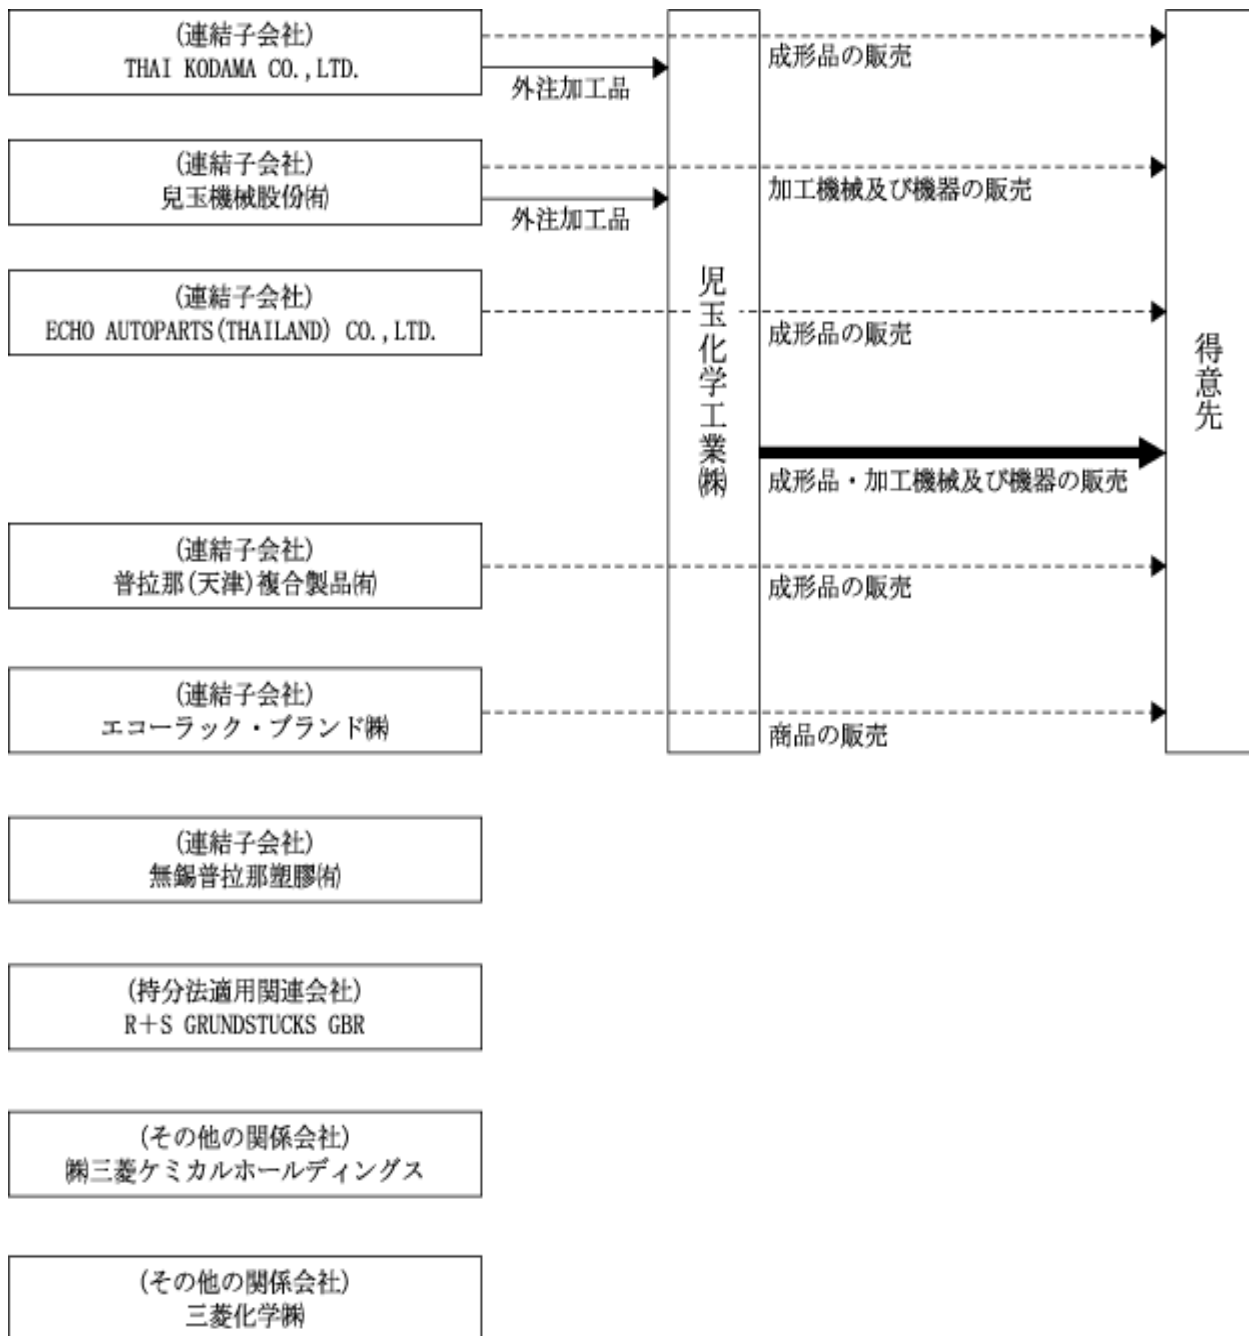 (連結子会社)
THAI KODAMA CO.,LTD.
外注加工品
成形品の販売
(連結子会社)
兒玉機械股份㈲
外注加工品
加工機械及び機器の販売
(連結子会社)
ECHO AUTOPARTS(THAILAND) CO.,LTD.
成形品の販売
児玉化学工業㈱
得意先
成形品・加工機械及び機器の販売
(連結子会社)
普拉那(天津)複合製品㈲
成形品の販売
(連結子会社)
エコーラック・ブランド㈱
商品の販売
(連結子会社)
無錫普拉那塑膠㈲
(持分法適用関連会社)
R＋S GRUNDSTUCKS GBR
(その他の関係会社)
㈱三菱ケミカルホールディングス
(その他の関係会社)
三菱化学㈱